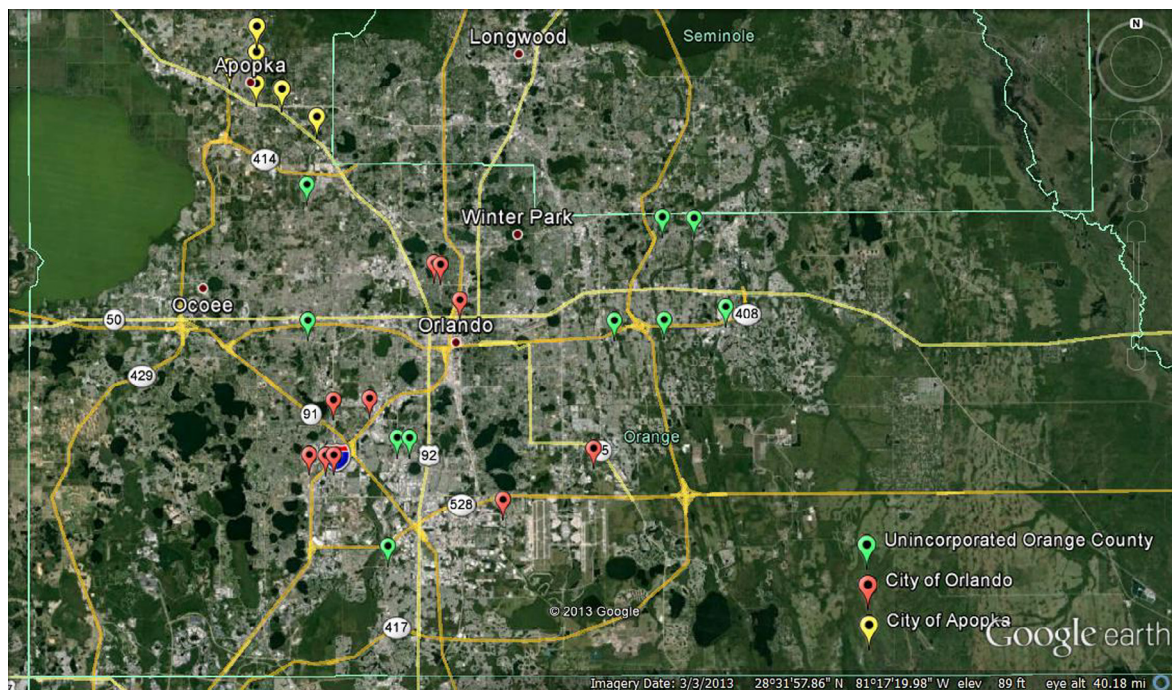 N
Longwood
Seminole
Apopka
414
Winter Park
Ocoee
50
Orlando
408
429
91
Orange
92
5
528
Unincorporated Orange County
City of Orlando
© 2013 Google
City of Apopka
417
Google earth
Imagery Date: 3/3/2013 28°31'57.86" N 81°17'19.98" W elev 89 ft eye alt 40.18 mi